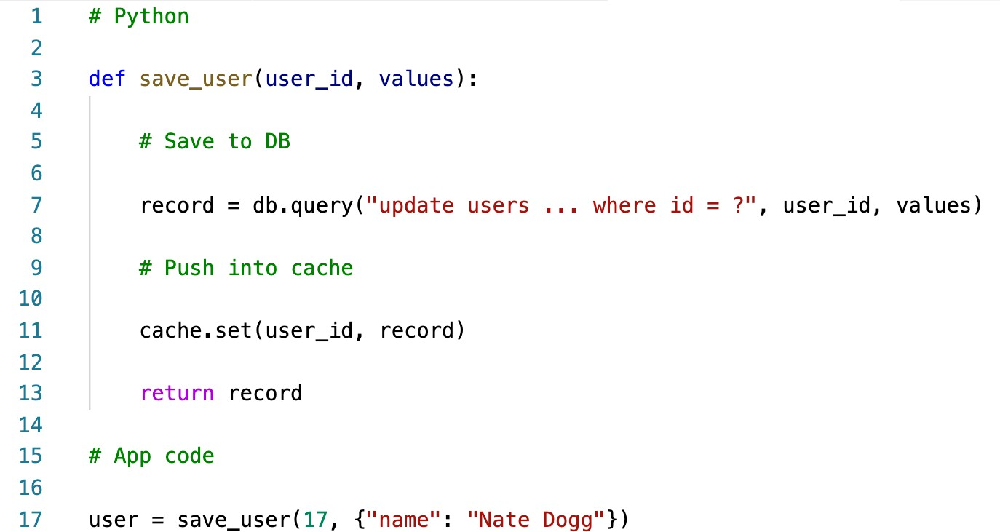 1 # Python
2
3 def save_user(user_id, values):
4
5     # Save to DB
6
7     record = db.query("update users ... where id = ?", user_id, values)
8
9     # Push into cache
10
11     cache.set(user_id, record)
12
13     return record
14
15 # App code
16
17 user = save_user(17, {"name": "Nate Dogg"})